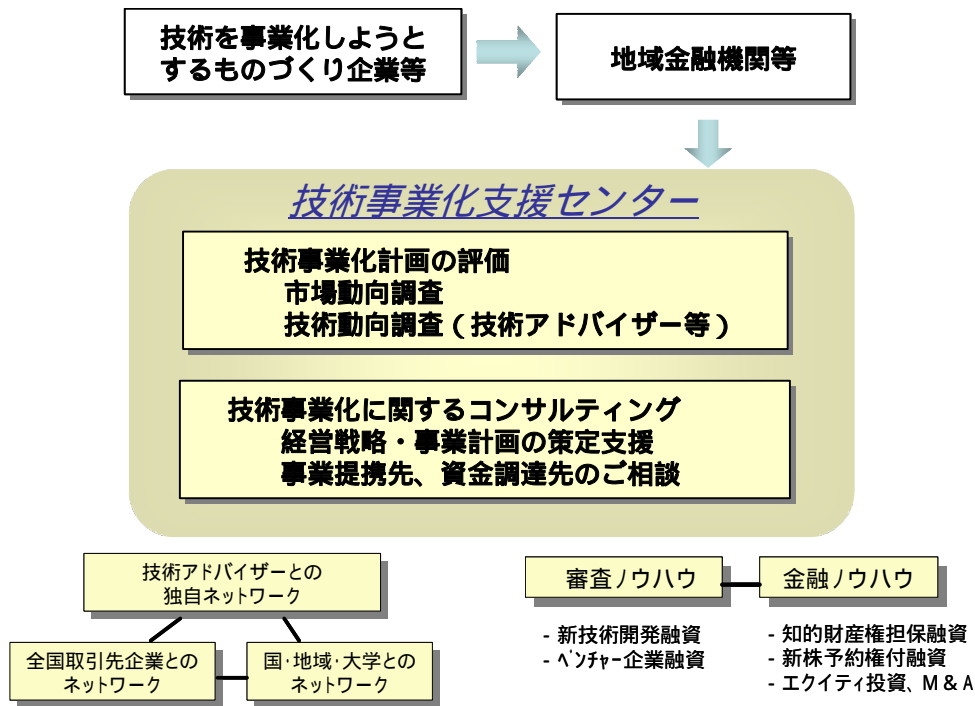 技術を事業化しようと
するものづくり企業等
地域金融機関等
技術事業化支援センター
技術事業化計画の評価
市場動向調査
技術動向調査(技術アドバイザー等)
技術事業化に関するコンサルティング
経営戦略・事業計画の策定支援
事業提携先、資金調達先のご相談
技術アドバイザーとの
独自ネットワーク
全国取引先企業との
ネットワーク
国・地域・大学との
ネットワーク
審査ノウハウ
- 新技術開発融資
- ベンチャー企業融資
金融ノウハウ
- 知的財産権担保融資
- 新株予約権付融資
- エクイティ投資、M & A